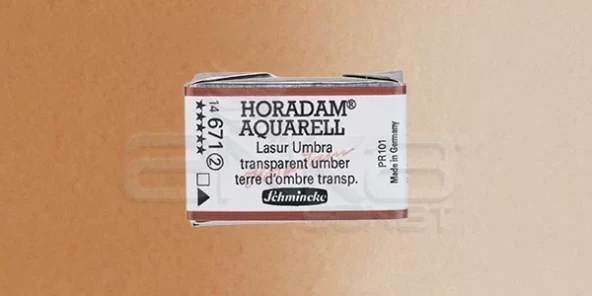 HORADAM®
AQUARELL
Lasur Umbra
transparent umber
terre d'ombre transp.
Schmincke
14 671 ②
★★★★★
PR101
Made in Germany